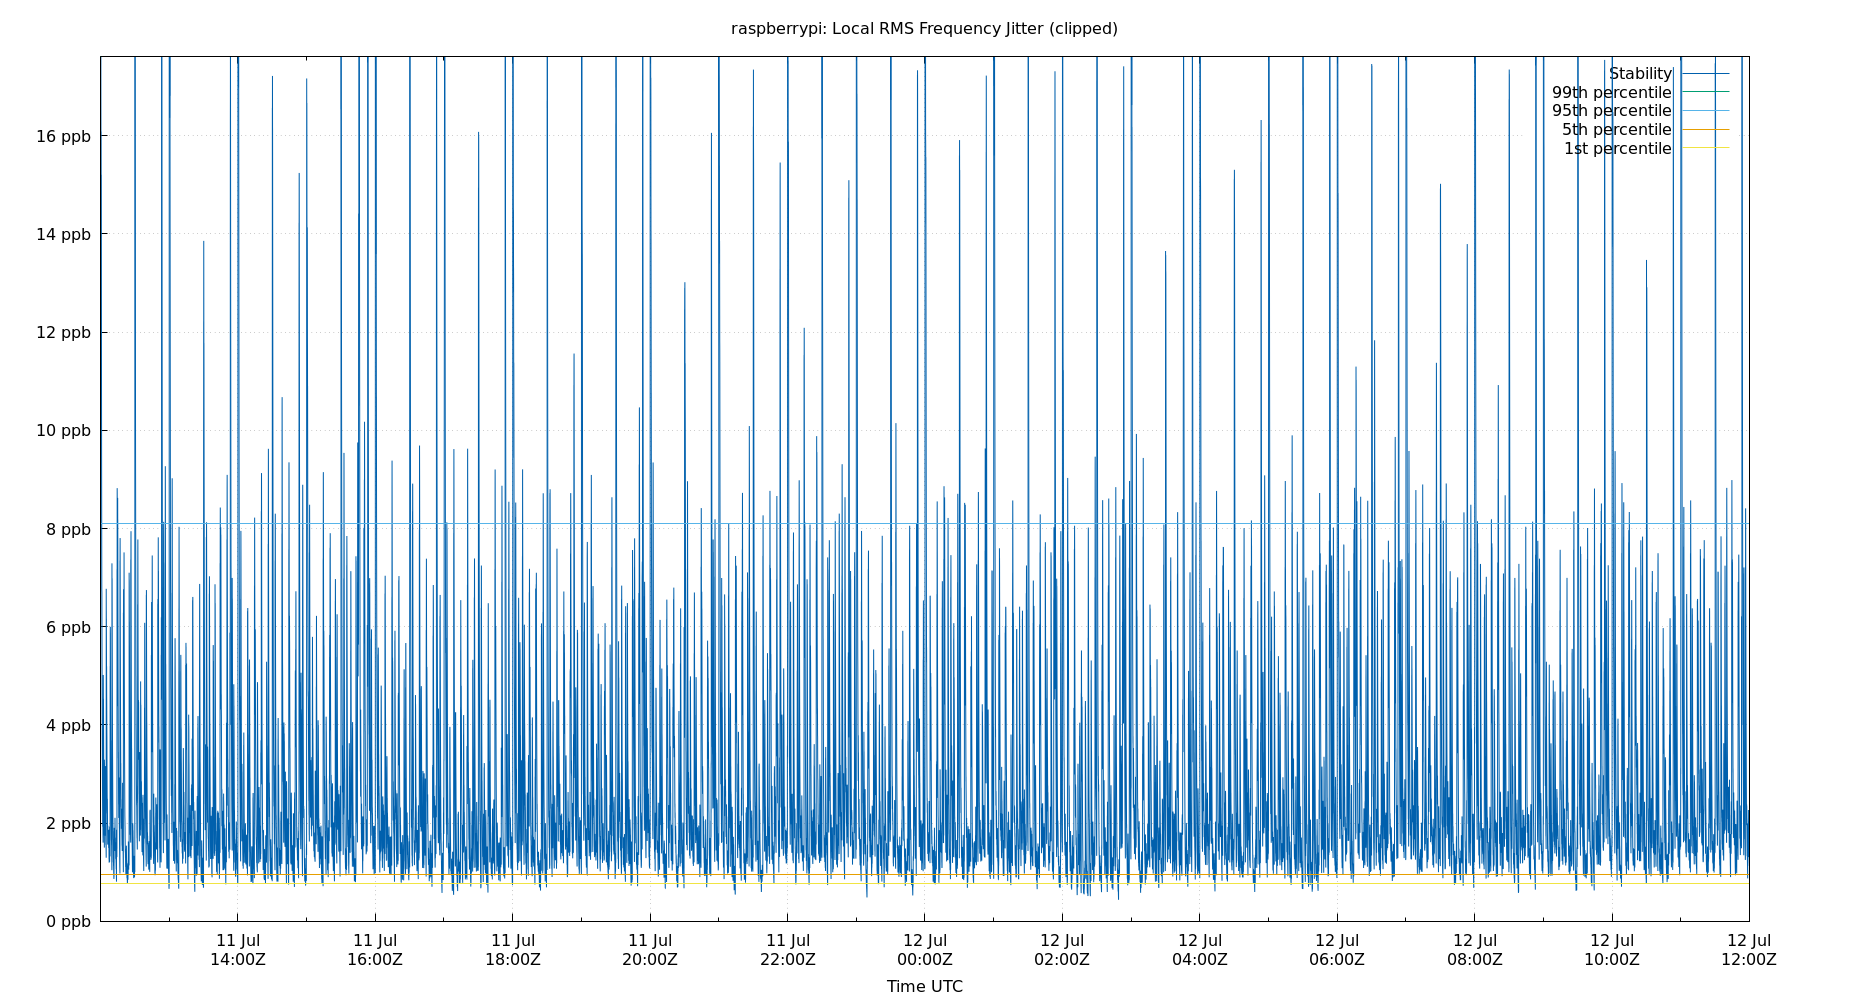 raspberrypi: Local RMS Frequency Jitter (clipped)
Stability
99th percentile
95th percentile
5th percentile
1st percentile
16 ppb
14 ppb
12 ppb
10 ppb
8 ppb
6 ppb
4 ppb
2 ppb
0 ppb
11 Jul 11 Jul 11 Jul 11 Jul 11 Jul 12 Jul 12 Jul 12 Jul 12 Jul 12 Jul 12 Jul 12 Jul
14:00Z 16:00Z 18:00Z 20:00Z 22:00Z 00:00Z 02:00Z 04:00Z 06:00Z 08:00Z 10:00Z 12:00Z
Time UTC